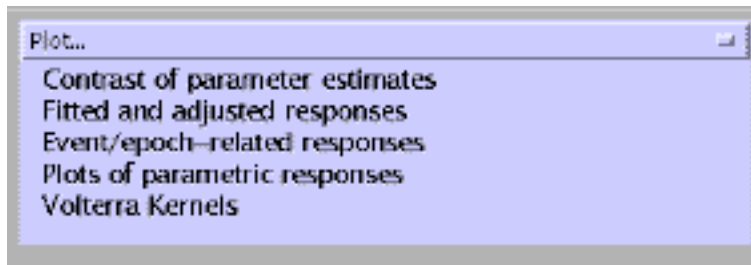 Plot...
Contrast of parameter estimates
Fitted and adjusted responses
Event/epoch–related responses
Plots of parametric responses
Volterra Kernels